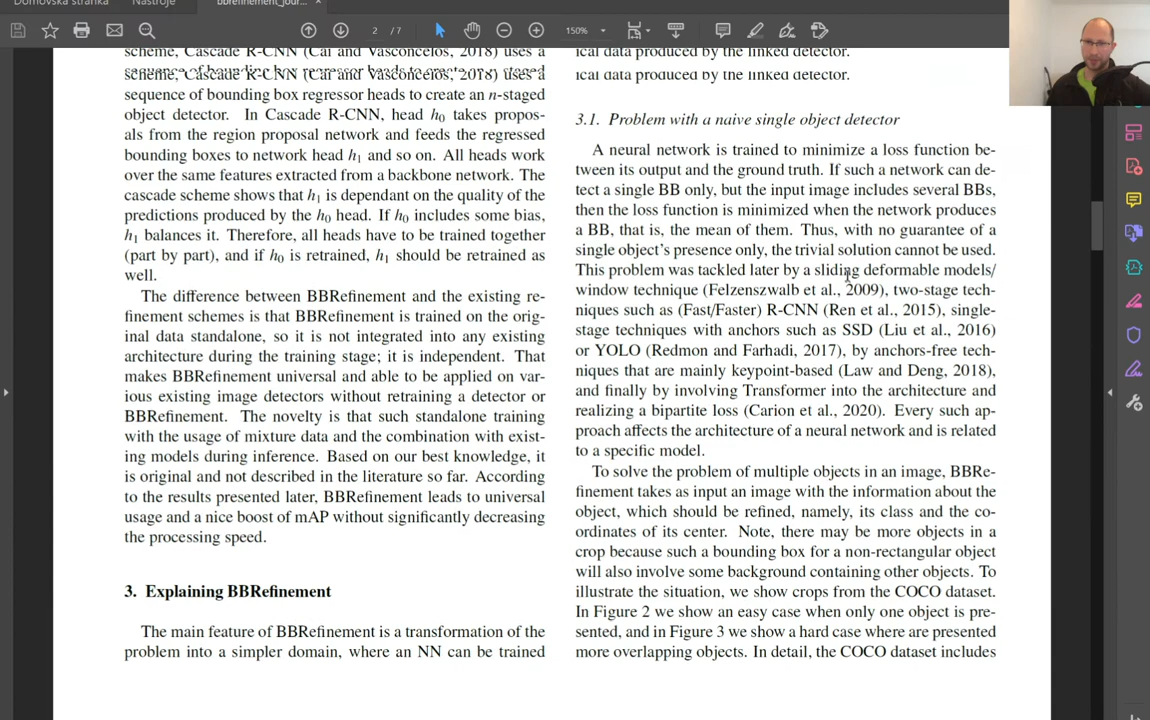 Domovská stránka
Nástroje
bbrefinement_jour...
×
2 / 7
150%
scheme, Cascade R-CNN (Cai and Vasconcelos, 2018) uses a
sequence of bounding box regressor heads to create an n-staged
object detector. In Cascade R-CNN, head h0 takes propos-
als from the region proposal network and feeds the regressed
bounding boxes to network head h1 and so on. All heads work
over the same features extracted from a backbone network. The
cascade scheme shows that h1 is dependant on the quality of the
predictions produced by the h0 head. If h0 includes some bias,
h1 balances it. Therefore, all heads have to be trained together
(part by part), and if h0 is retrained, h1 should be retrained as
well.
The difference between BBRefinement and the existing re-
finement schemes is that BBRefinement is trained on the orig-
inal data standalone, so it is not integrated into any existing
architecture during the training stage; it is independent. That
makes BBRefinement universal and able to be applied on var-
ious existing image detectors without retraining a detector or
BBRefinement. The novelty is that such standalone training
with the usage of mixture data and the combination with exist-
ing models during inference. Based on our best knowledge, it
is original and not described in the literature so far. According
to the results presented later, BBRefinement leads to universal
usage and a nice boost of mAP without significantly decreasing
the processing speed.
3. Explaining BBRefinement
The main feature of BBRefinement is a transformation of the
problem into a simpler domain, where an NN can be trained
ical data produced by the linked detector.
ical data produced by the linked detector.
3.1. Problem with a naive single object detector
A neural network is trained to minimize a loss function be-
tween its output and the ground truth. If such a network can de-
tect a single BB only, but the input image includes several BBs,
then the loss function is minimized when the network produces
a BB, that is, the mean of them. Thus, with no guarantee of a
single object's presence only, the trivial solution cannot be used.
This problem was tackled later by a sliding deformable models/
window technique (Felzenszwalb et al., 2009), two-stage tech-
niques such as (Fast/Faster) R-CNN (Ren et al., 2015), single-
stage techniques with anchors such as SSD (Liu et al., 2016)
or YOLO (Redmon and Farhadi, 2017), by anchors-free tech-
niques that are mainly keypoint-based (Law and Deng, 2018),
and finally by involving Transformer into the architecture and
realizing a bipartite loss (Carion et al., 2020). Every such ap-
proach affects the architecture of a neural network and is related
to a specific model.
To solve the problem of multiple objects in an image, BBRe-
finement takes as input an image with the information about the
object, which should be refined, namely, its class and the co-
ordinates of its center. Note, there may be more objects in a
crop because such a bounding box for a non-rectangular object
will also involve some background containing other objects. To
illustrate the situation, we show crops from the COCO dataset.
In Figure 2 we show an easy case when only one object is pre-
sented, and in Figure 3 we show a hard case where are presented
more overlapping objects. In detail, the COCO dataset includes